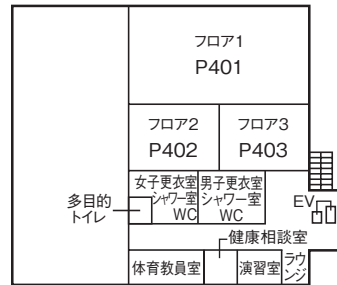 フロア1
P401
フロア2
P402
フロア3
P403
女子更衣室
シャワー室
WC
男子更衣室
シャワー室
WC
多目的
トイレ
EV
健康相談室
体育教員室
演習室
ラウ
ンジ